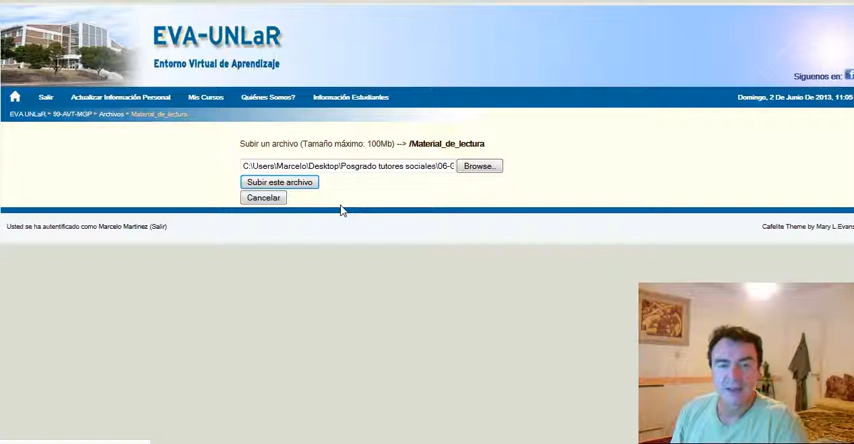 EVA-UNLaR
Entorno Virtual de Aprendizaje
Siguenos en:
Salir Actualizar Información Personal Mis Cursos Quiénes Somos? Información Estudiantes Domingo, 2 De Junio De 2013, 11:05
EVA UNLaR 99-AVT-MGP Archivos Material_de_lectura
Subir un archivo (Tamaño máximo: 100Mb) --> /Material_de_lectura
C:\Users\Marcelo\Desktop\Posgrado tutores sociales\06-C Browse..
Subir este archivo
Cancelar
Usted se ha autentificado como Marcelo Martinez (Salir) Cafelite Theme by Mary L.Evans